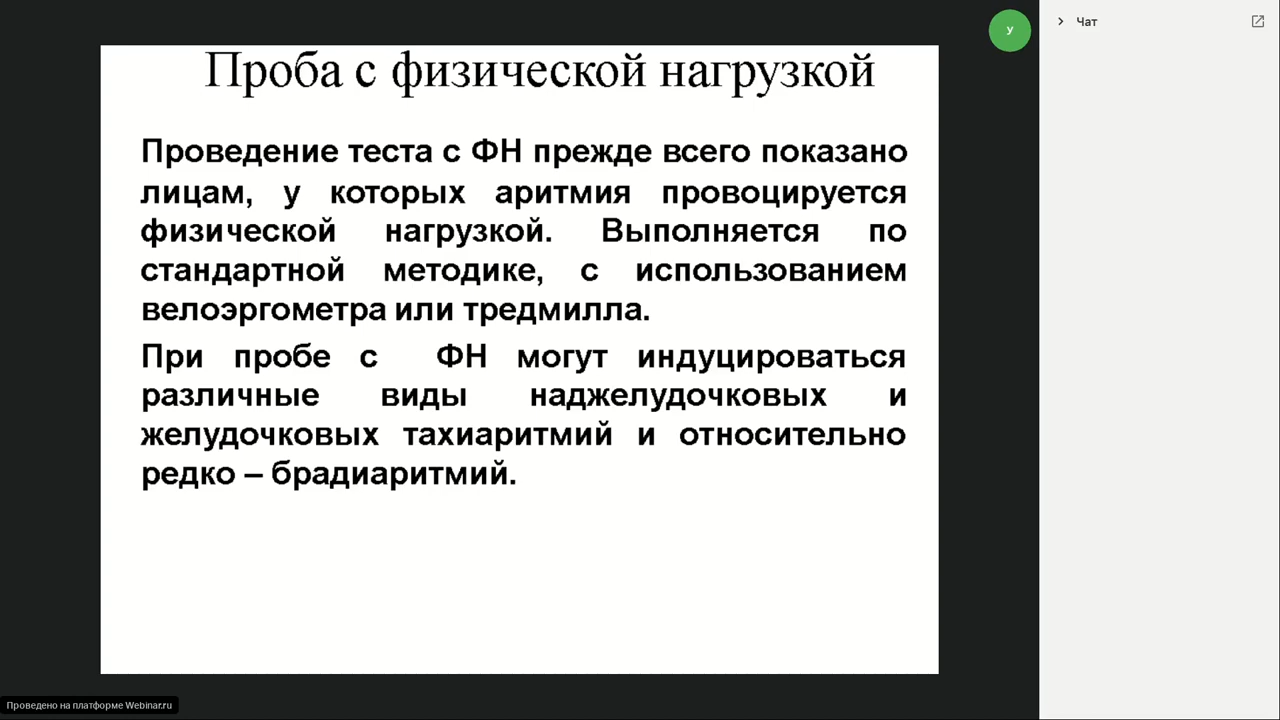 Проба с физической нагрузкой
Проведение теста с ФН прежде всего показано
лицам, у которых аритмия провоцируется
физической нагрузкой. Выполняется по
стандартной методике, с использованием
велоэргометра или тредмилла.
При пробе с ФН могут индуцироваться
различные виды наджелудочковых и
желудочковых тахиаритмий и относительно
редко – брадиаритмий.
У
Чат
Проведено на платформе Webinar.ru